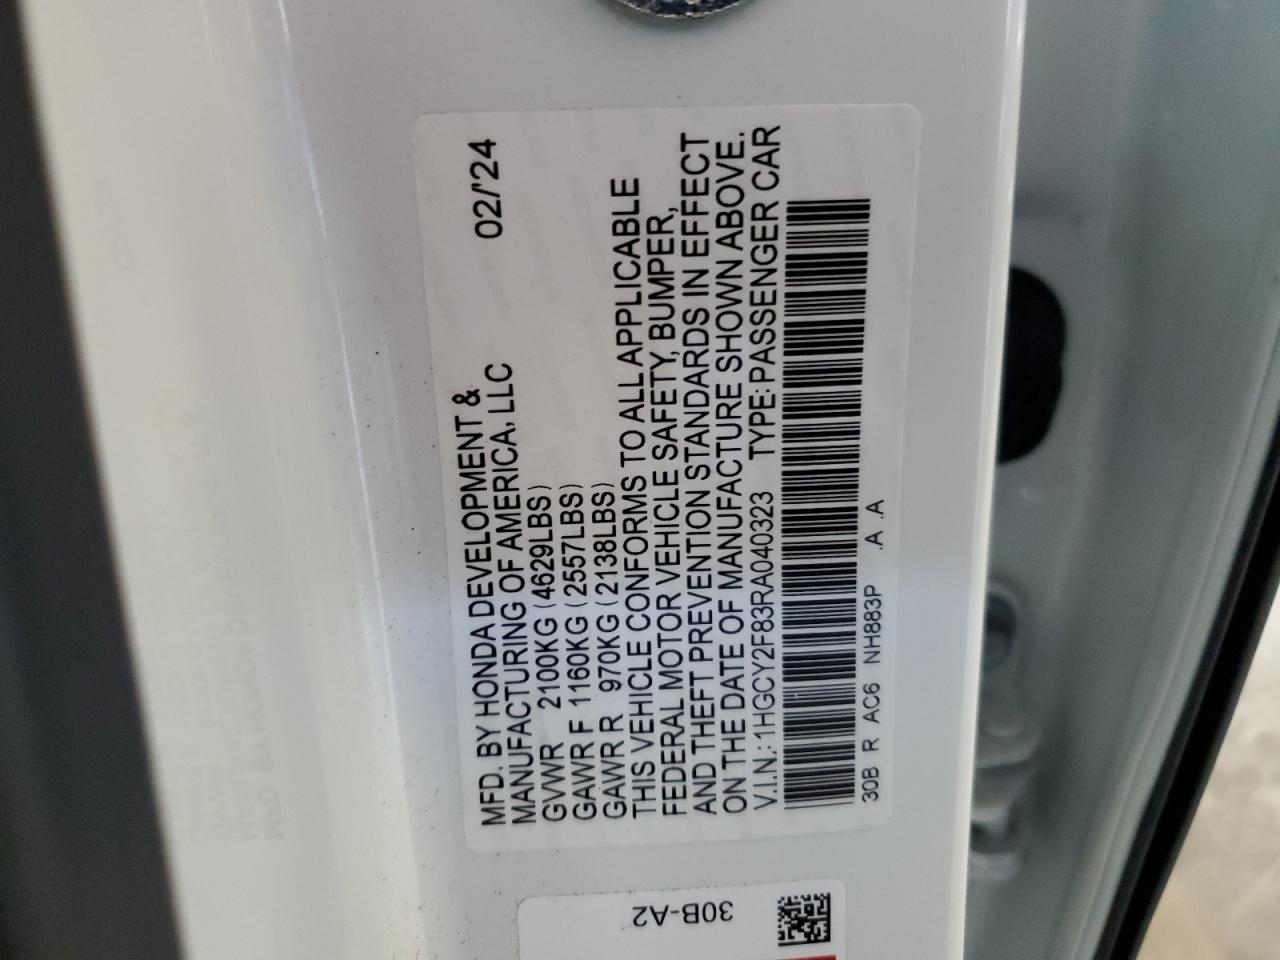 MFD. BY HONDA DEVELOPMENT &
MANUFACTURING OF AMERICA, LLC 02/'24
GVWR 2100KG (4629LBS)
GAWR F 1160KG (2557LBS)
GAWR R 970KG (2138LBS)
THIS VEHICLE CONFORMS TO ALL APPLICABLE
FEDERAL MOTOR VEHICLE SAFETY, BUMPER,
AND THEFT PREVENTION STANDARDS IN EFFECT
ON THE DATE OF MANUFACTURE SHOWN ABOVE.
V.I.N.: 1HGCY2F83RA040323 TYPE: PASSENGER CAR
30B R AC6 NH883P .A .A
30B-A2